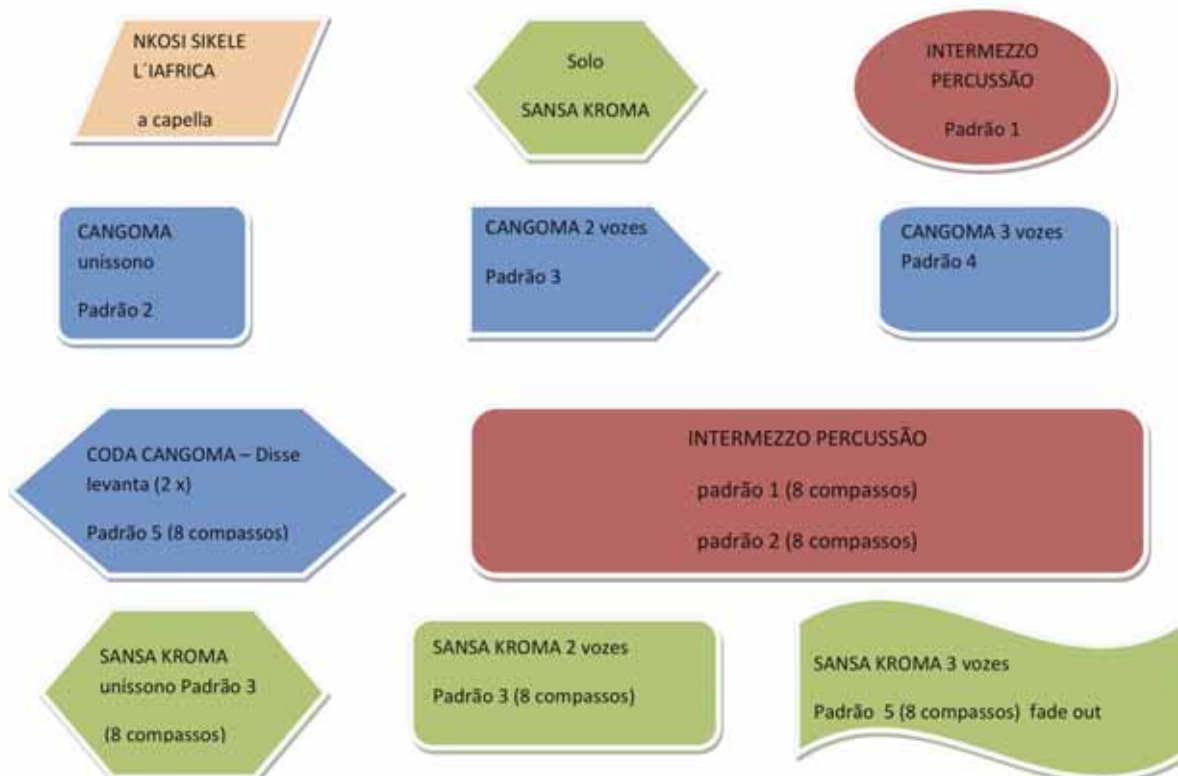 NKOSI SIKELE
L´IAFRICA
a capella
Solo
SANSA KROMA
INTERMEZZO
PERCUSSÃO
Padrão 1
CANGOMA
unissono
Padrão 2
CANGOMA 2 vozes
Padrão 3
CANGOMA 3 vozes
Padrão 4
CODA CANGOMA – Disse
levanta (2 x)
Padrão 5 (8 compassos)
INTERMEZZO PERCUSSÃO
padrão 1 (8 compassos)
padrão 2 (8 compassos)
SANSA KROMA
unissono Padrão 3
(8 compassos)
SANSA KROMA 2 vozes
Padrão 3 (8 compassos)
SANSA KROMA 3 vozes
Padrão 5 (8 compassos) fade out